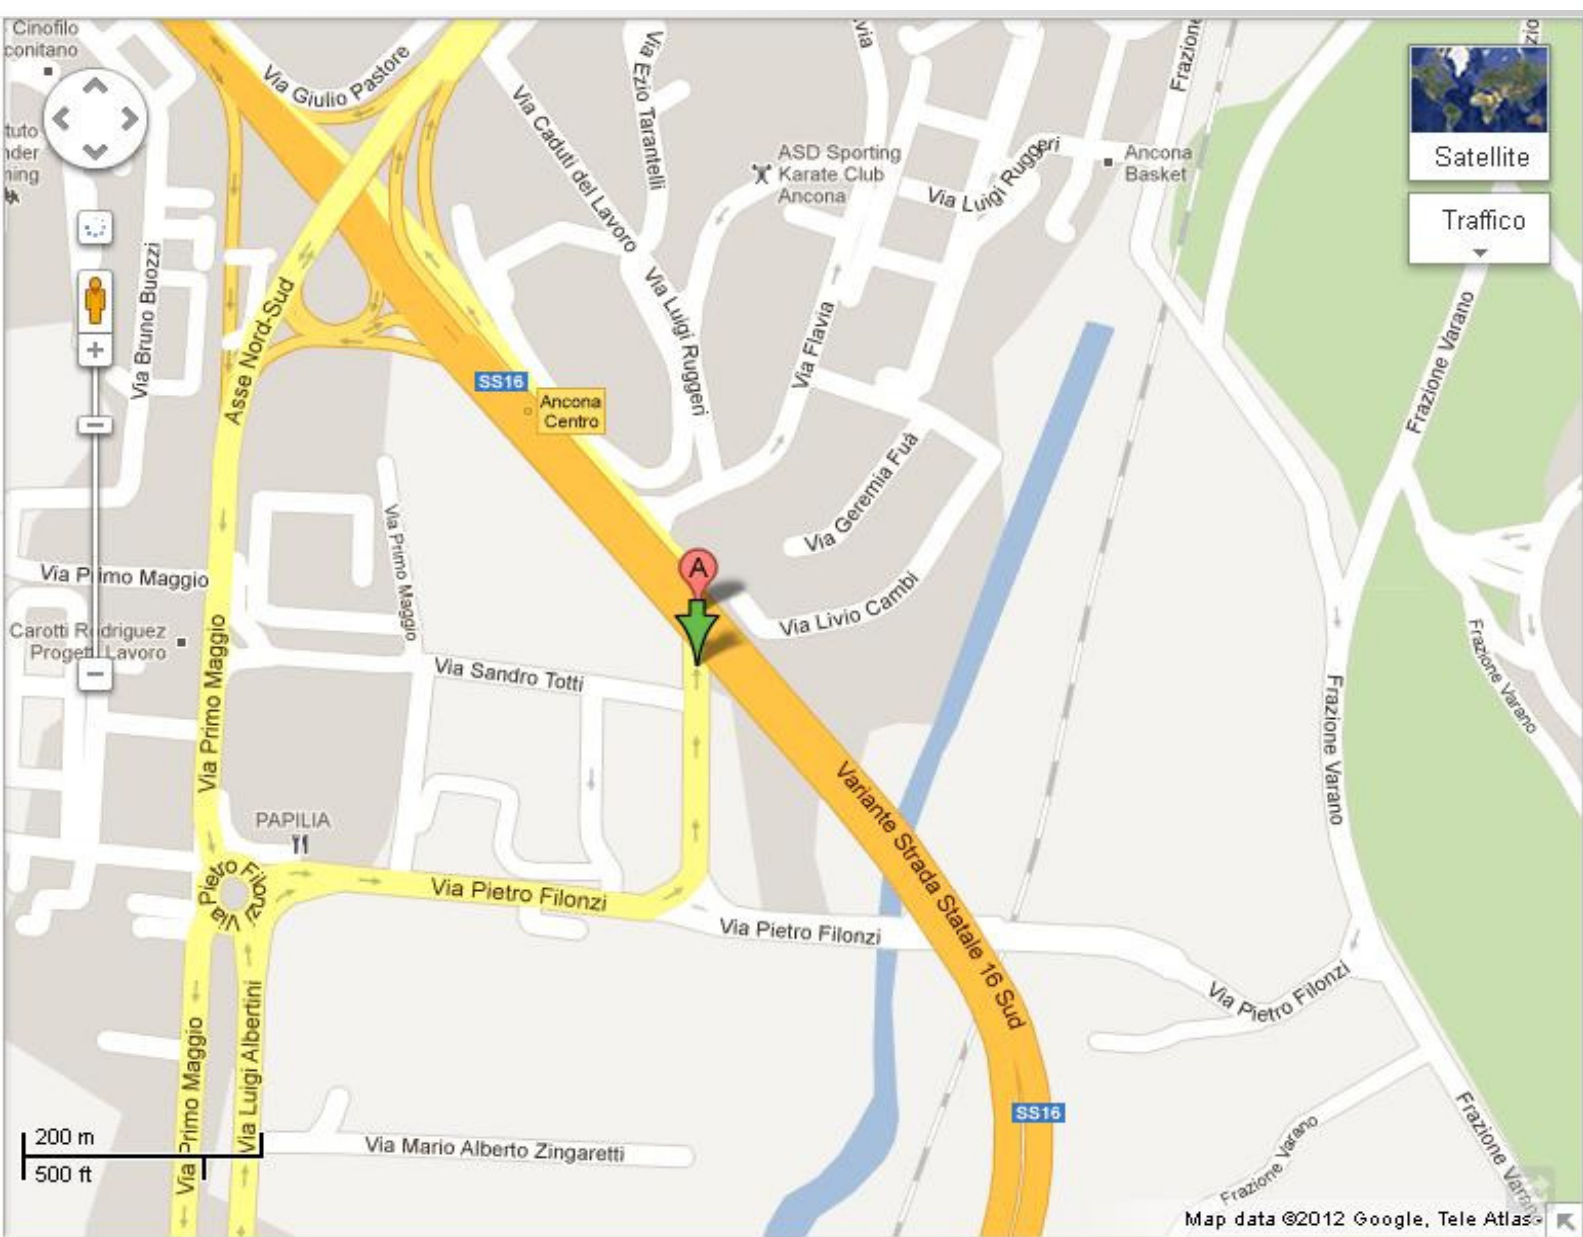 Cinofilo
conitano
tuto
nder
ning
Via Giulio Pastore
Via Ezio Tarantelli
via
Frazione
zio
Via Caduti del Lavoro
ASD Sporting
Karate Club
Ancona
Via Luigi Ruggeri
Ancona
Basket
Satellite
Traffico
Via Bruno Buozzi
Asse Nord-Sud
Via Luigi Ruggeri
Via Flavia
Frazione Varano
SS16
Ancona
Centro
Via Geremia Fuà
Via Primo Maggio
Via Primo Maggio
A
Via Livio Cambi
Carotti Rodriguez
Progetti Lavoro
Via Sandro Totti
Via Primo Maggio
Frazione Varano
Frazione Varano
PAPILIA
Variante Strada Statale 16 Sud
Via Pietro Filonzi
Via Pietro Filonzi
Via Pietro Filonzi
Via Pietro Filonzi
Via Primo Maggio
Via Luigi Albertini
SS16
200 m
500 ft
Via Mario Alberto Zingaretti
Frazione Varano
Frazione Varano
Map data ©2012 Google, Tele Atlas